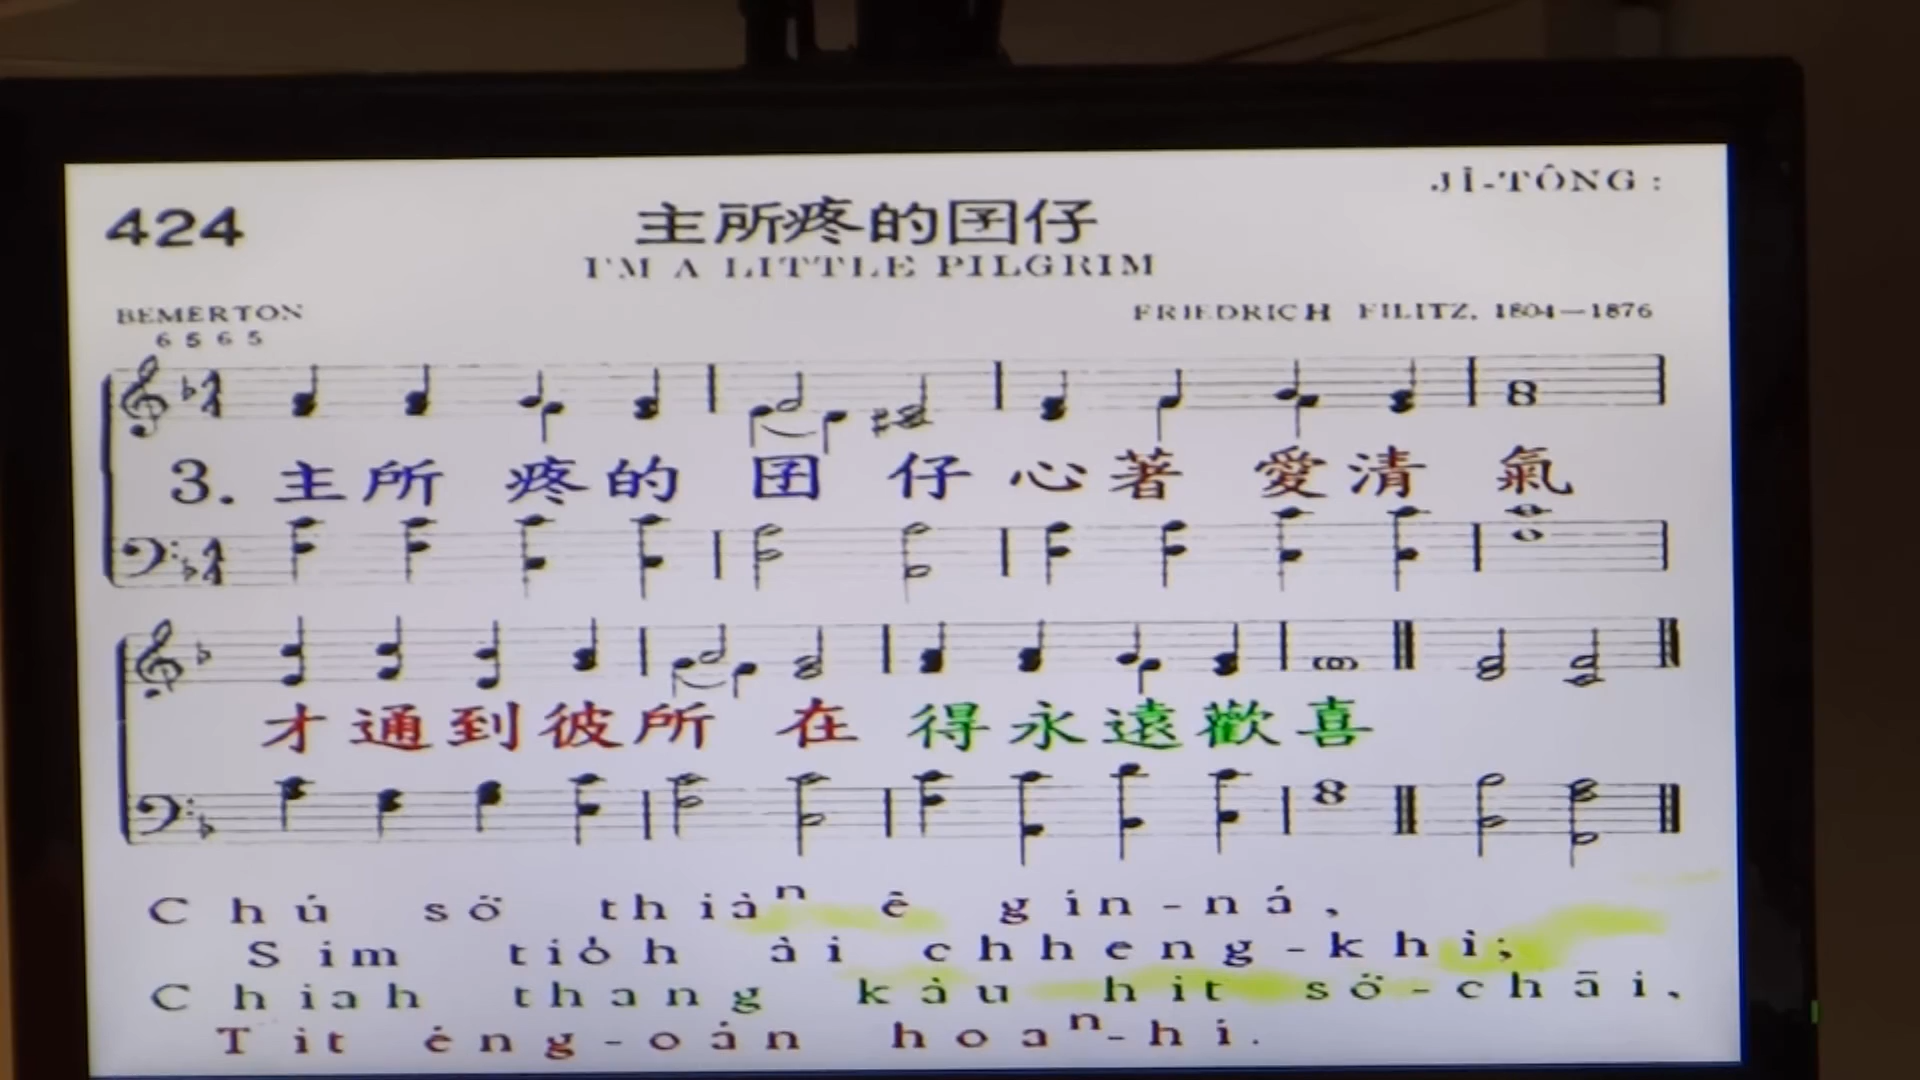 JÎ-TÔNG :
424
主所疼的囝仔
I'M A LITTLE PILGRIM
BEMERTON
6 5 6 5
FRIEDRICH FILITZ, 1804—1876
3. 主所疼的囝仔心著愛清氣
才通到彼所在得永遠歡喜
Chú só͘ thiàⁿ ê gín-ná,
Sim tio̍h ài chheng-khì;
Chiah thang kàu hit só͘-chāi,
Tit éng-oán hoaⁿ-hí.